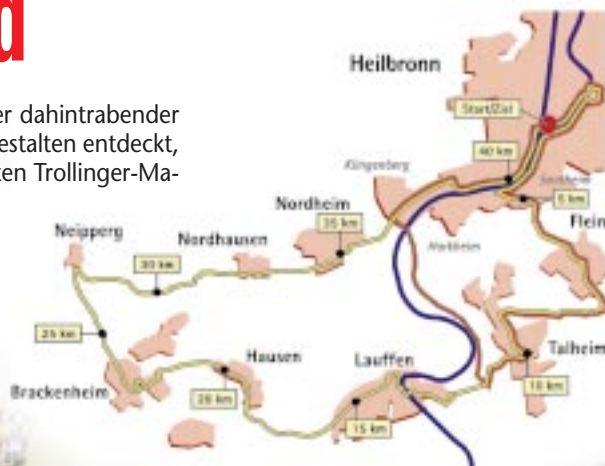 d
er dahintrabender
estalten entdeckt,
ken Trollinger-Ma-
Heilbronn
Start/Ziel
40 km
Klingenberg
Sontheim
5 km
Nordheim
35 km
Flein
Neipperg
Nordhausen
Horkheim
30 km
25 km
Hausen
Lauffen
Talheim
Brackenheim
20 km
10 km
15 km